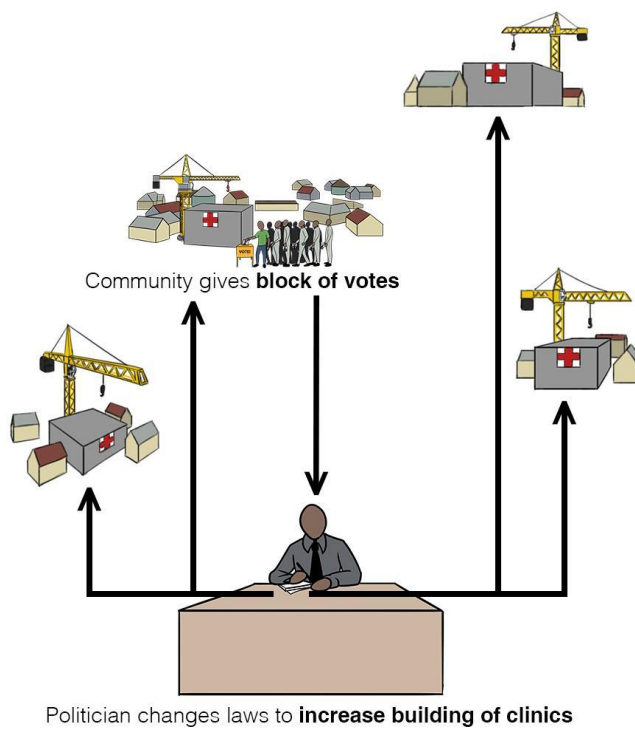 VOTE!
Community gives block of votes
Politician changes laws to increase building of clinics